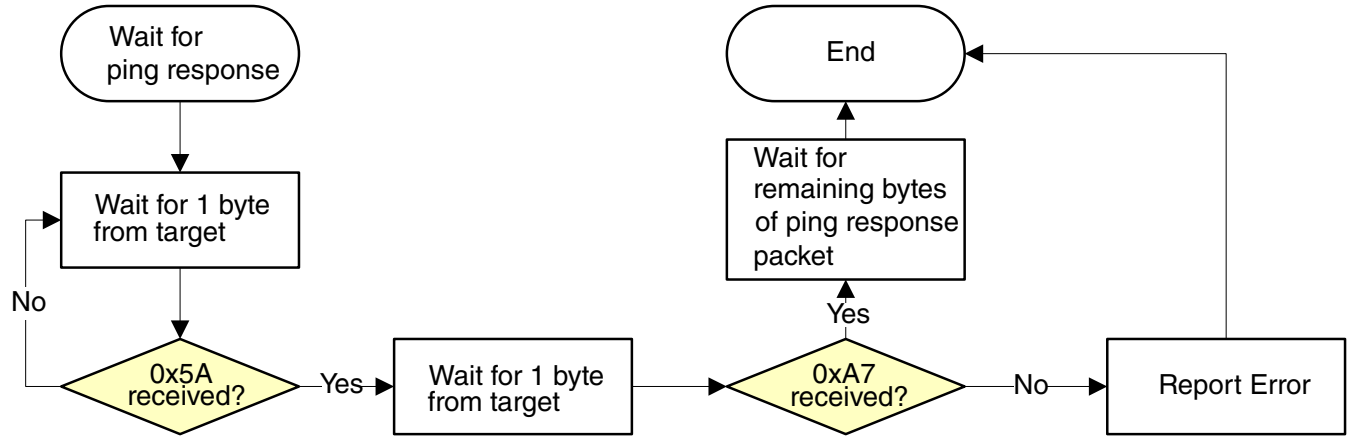 Wait for
ping response
Wait for 1 byte
from target
No
0x5A
received?
Yes
Wait for 1 byte
from target
0xA7
received?
Yes
Wait for
remaining bytes
of ping response
packet
End
No
Report Error